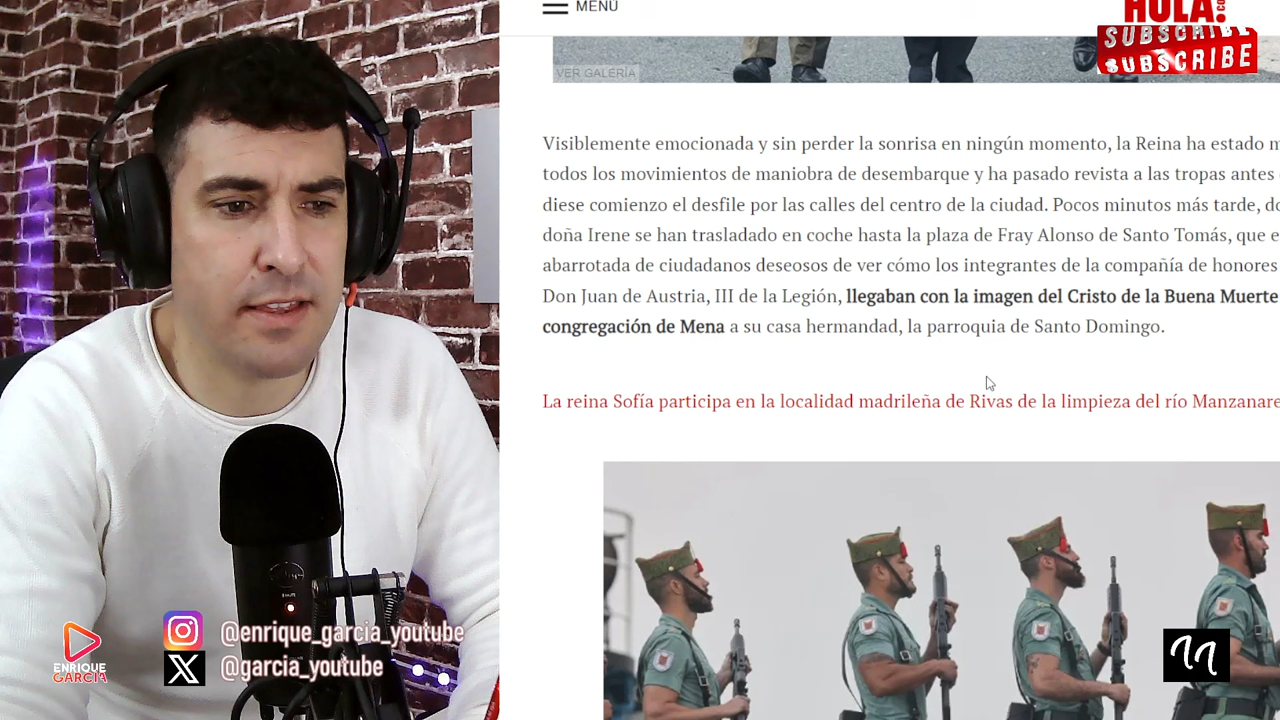 MENÚ
HOLA!
SUBSCRIBE
SUBSCRIBE
VER GALERÍA
Visiblemente emocionada y sin perder la sonrisa en ningún momento, la Reina ha estado
todos los movimientos de maniobra de desembarque y ha pasado revista a las tropas antes
diese comienzo el desfile por las calles del centro de la ciudad. Pocos minutos más tarde,
doña Irene se han trasladado en coche hasta la plaza de Fray Alonso de Santo Tomás, que
abarrotada de ciudadanos deseosos de ver cómo los integrantes de la compañía de honores
Don Juan de Austria, III de la Legión, llegaban con la imagen del Cristo de la Buena Muerte
congregación de Mena a su casa hermandad, la parroquia de Santo Domingo.
La reina Sofía participa en la localidad madrileña de Rivas de la limpieza del río Manzanare
ENRIQUE
GARCIA
@enrique_garcia_youtube
@garcia_youtube